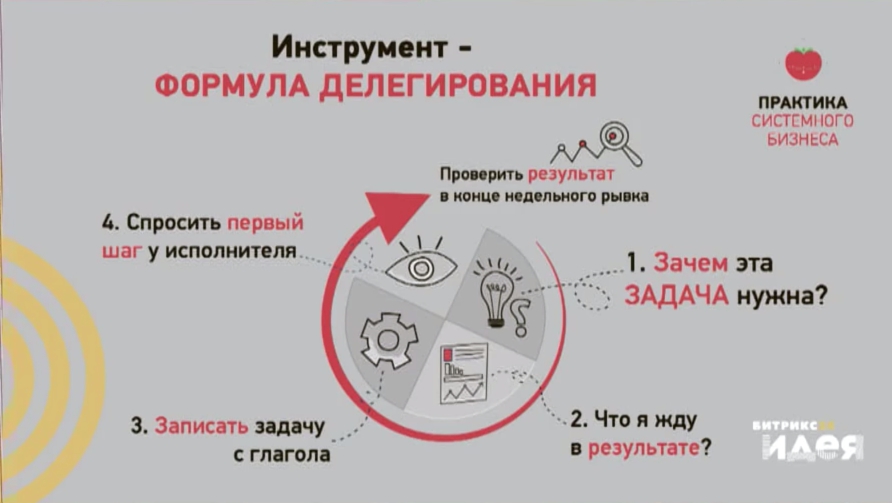 Инструмент -
ФОРМУЛА ДЕЛЕГИРОВАНИЯ
ПРАКТИКА
СИСТЕМНОГО
БИЗНЕСА
Проверить результат
в конце недельного рывка
4. Спросить первый
шаг у исполнителя
1. Зачем эта
ЗАДАЧА нужна?
3. Записать задачу
с глагола
2. Что я жду
в результате?
БИТРИКС24
ИДЕЯ